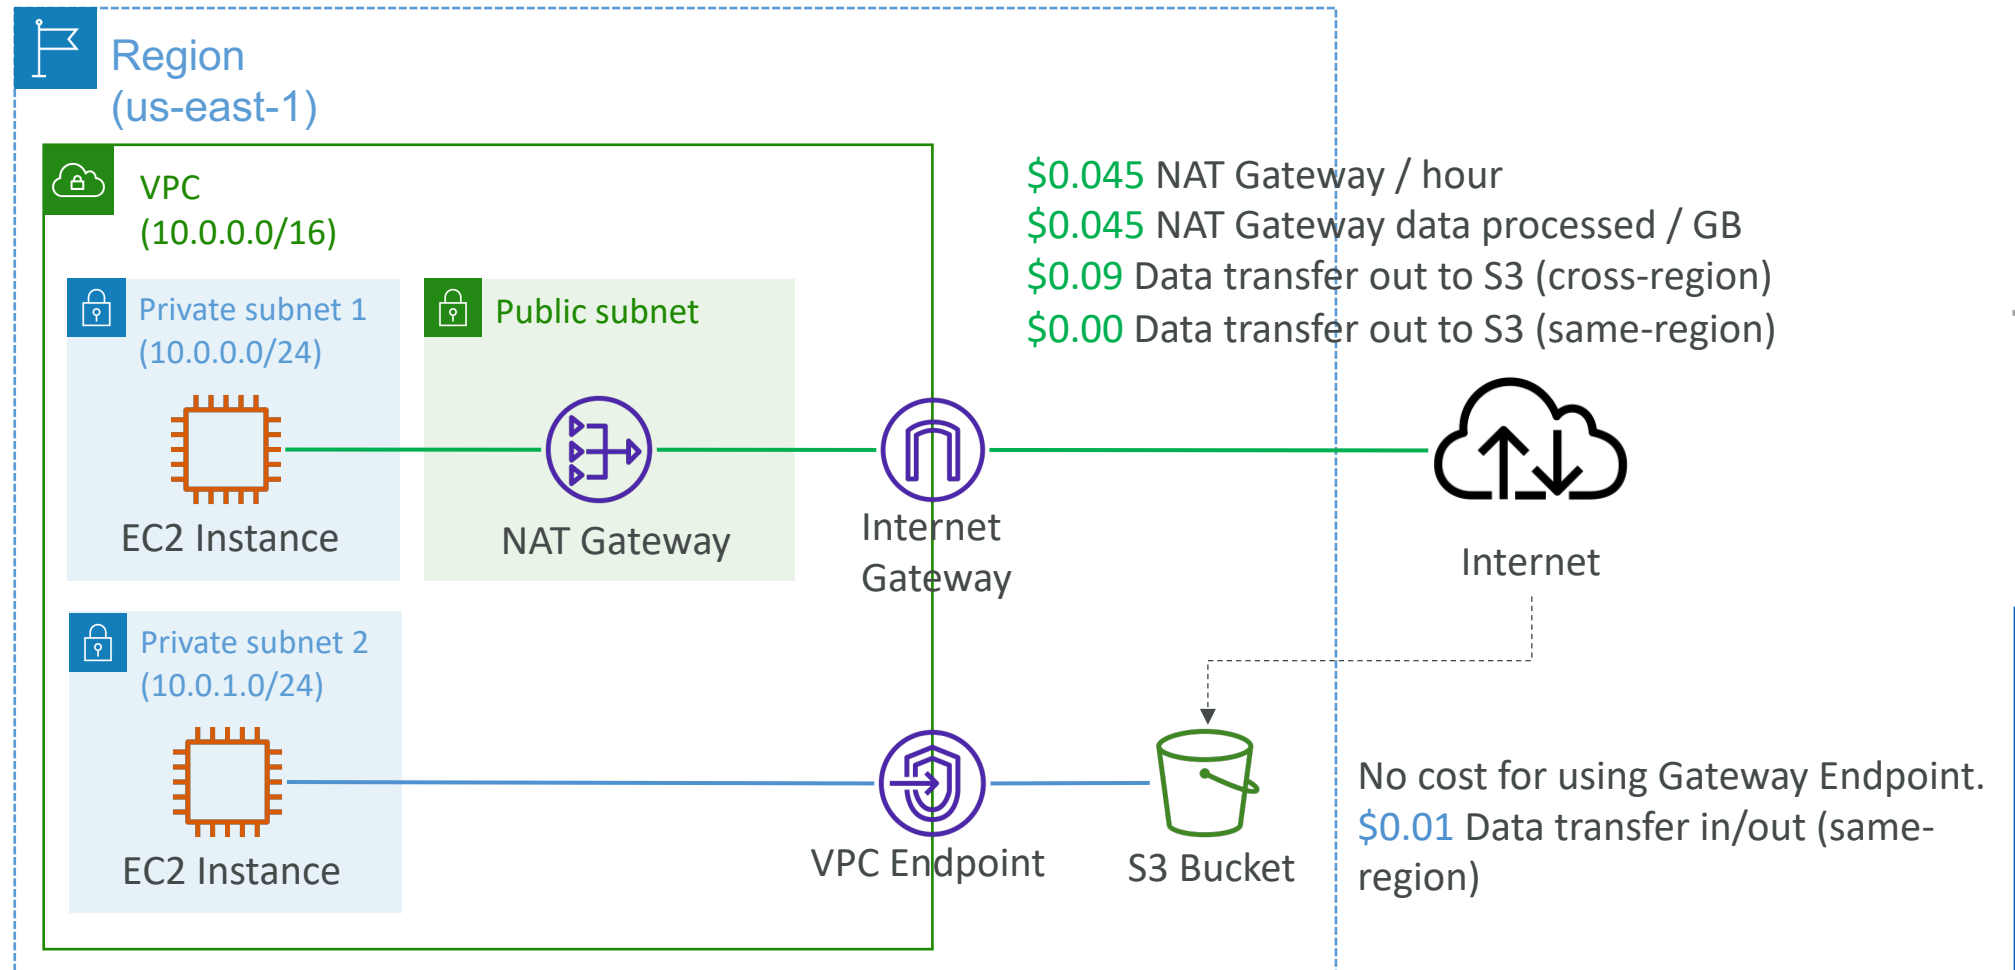 Region
(us-east-1)
VPC
(10.0.0.0/16)
$0.045 NAT Gateway / hour
$0.045 NAT Gateway data processed / GB
$0.09 Data transfer out to S3 (cross-region)
$0.00 Data transfer out to S3 (same-region)
Private subnet 1
(10.0.0.0/24)
Public subnet
EC2 Instance
NAT Gateway
Internet
Gateway
Internet
Private subnet 2
(10.0.1.0/24)
EC2 Instance
VPC Endpoint
S3 Bucket
No cost for using Gateway Endpoint.
$0.01 Data transfer in/out (same-
region)